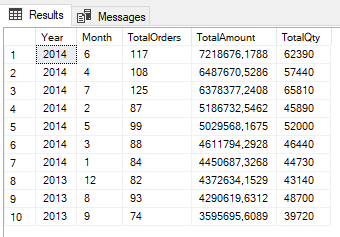 Results Messages
Year Month TotalOrders TotalAmount TotalQty
1 2014 6 117 7218676,1788 62390
2 2014 4 108 6487670,5286 57440
3 2014 7 125 6378377,2408 65810
4 2014 2 87 5186732,5462 45890
5 2014 5 99 5029568,1675 52000
6 2014 3 88 4611794,2928 46440
7 2014 1 84 4450687,3268 44730
8 2013 12 82 4372634,1529 43140
9 2013 8 93 4290619,6312 48700
10 2013 9 74 3595695,6089 39720